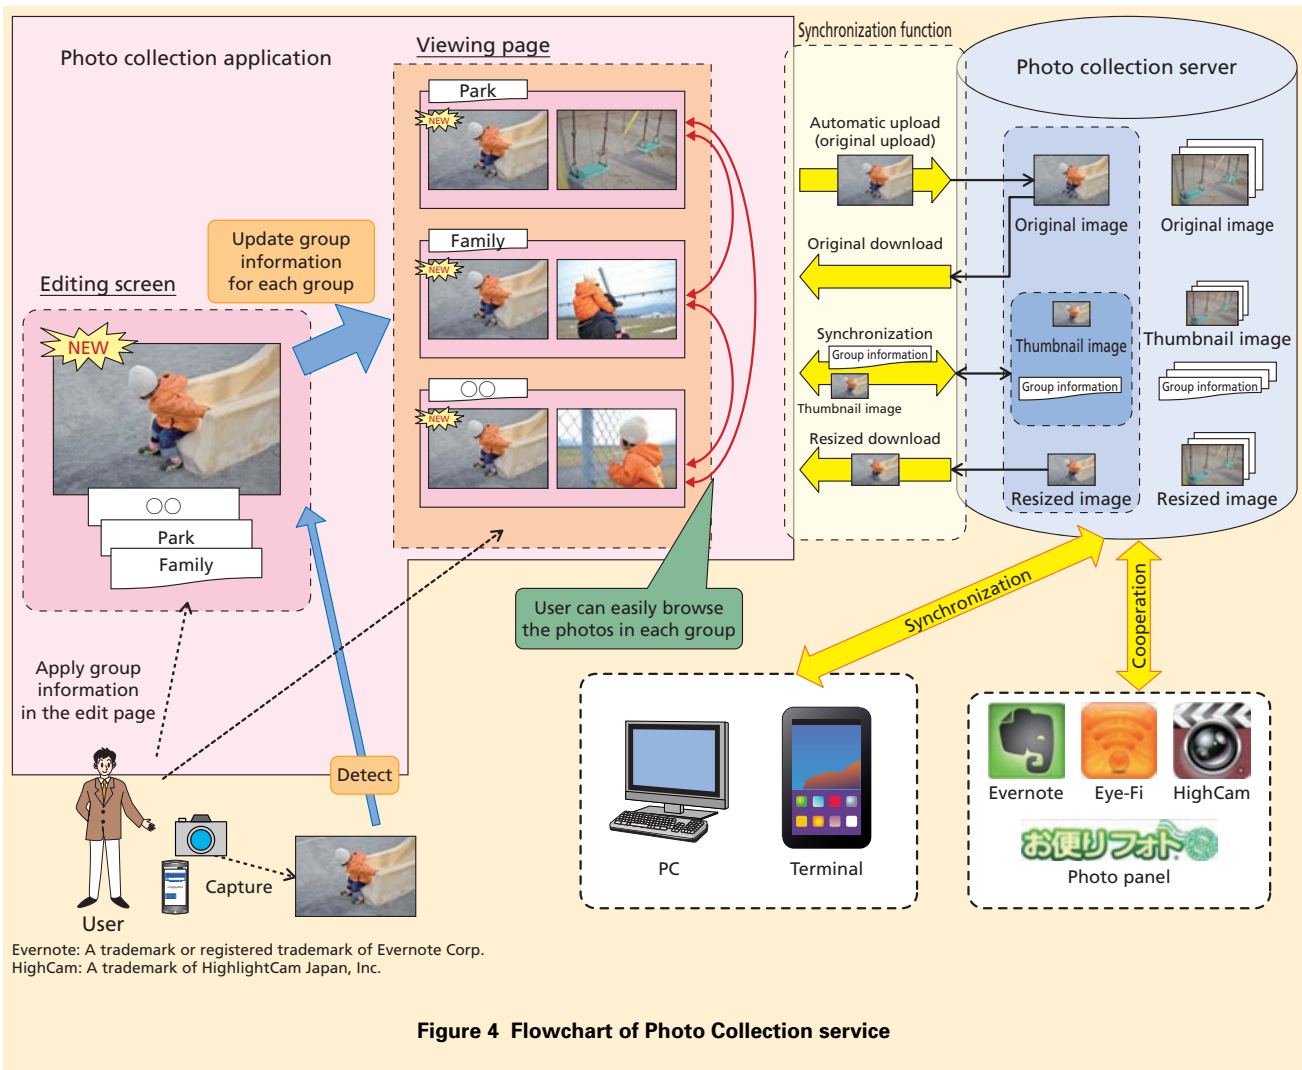 Photo collection application
Viewing page
Synchronization function
Photo collection server
Park
NEW
Automatic upload
(original upload)
Original image
Original image
Update group
information
for each group
Family
NEW
Original download
Editing screen
NEW
Synchronization
Group information
Thumbnail image
Thumbnail image
Group information
Thumbnail image
Group information
○○
NEW
Resized download
Resized image
Resized image
○○
Park
Family
User can easily browse
the photos in each group
Synchronization
Cooperation
Apply group
information
in the edit page
Detect
Capture
User
PC
Terminal
Evernote
Eye-Fi
HighCam
お便りフォト
Photo panel
Evernote: A trademark or registered trademark of Evernote Corp.
HighCam: A trademark of HighlightCam Japan, Inc.
Figure 4 Flowchart of Photo Collection service